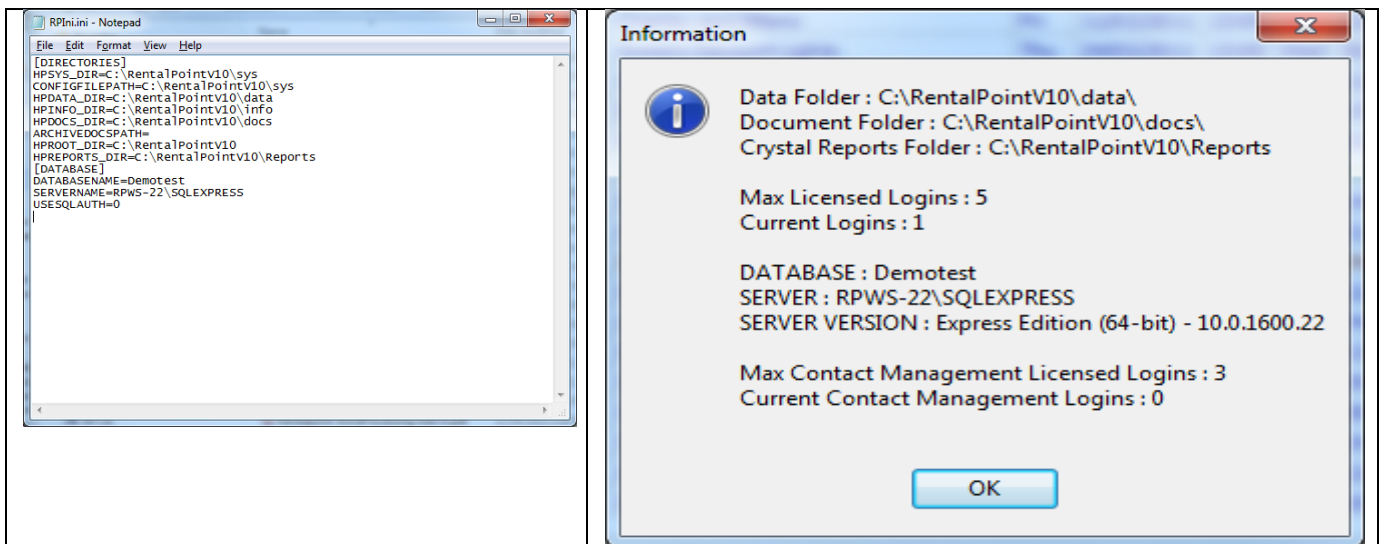 RPIni.ini - Notepad
File Edit Format View Help
[DIRECTORIES]
HPSYS_DIR=C:\RentalPointV10\sys
CONFIGFILEPATH=C:\RentalPointV10\sys
HPDATA_DIR=C:\RentalPointV10\data
HPINFO_DIR=C:\RentalPointV10\info
HPDOCS_DIR=C:\RentalPointV10\docs
ARCHIVEDOCSPATH=
HPROOT_DIR=C:\RentalPointV10
HPREPORTS_DIR=C:\RentalPointV10\Reports
[DATABASE]
DATABASENAME=Demotest
SERVERNAME=RPWS-22\SQLEXPRESS
USESQLAUTH=0
Information
Data Folder : C:\RentalPointV10\data\
Document Folder : C:\RentalPointV10\docs\
Crystal Reports Folder : C:\RentalPointV10\Reports
Max Licensed Logins : 5
Current Logins : 1
DATABASE : Demotest
SERVER : RPWS-22\SQLEXPRESS
SERVER VERSION : Express Edition (64-bit) - 10.0.1600.22
Max Contact Management Licensed Logins : 3
Current Contact Management Logins : 0
OK